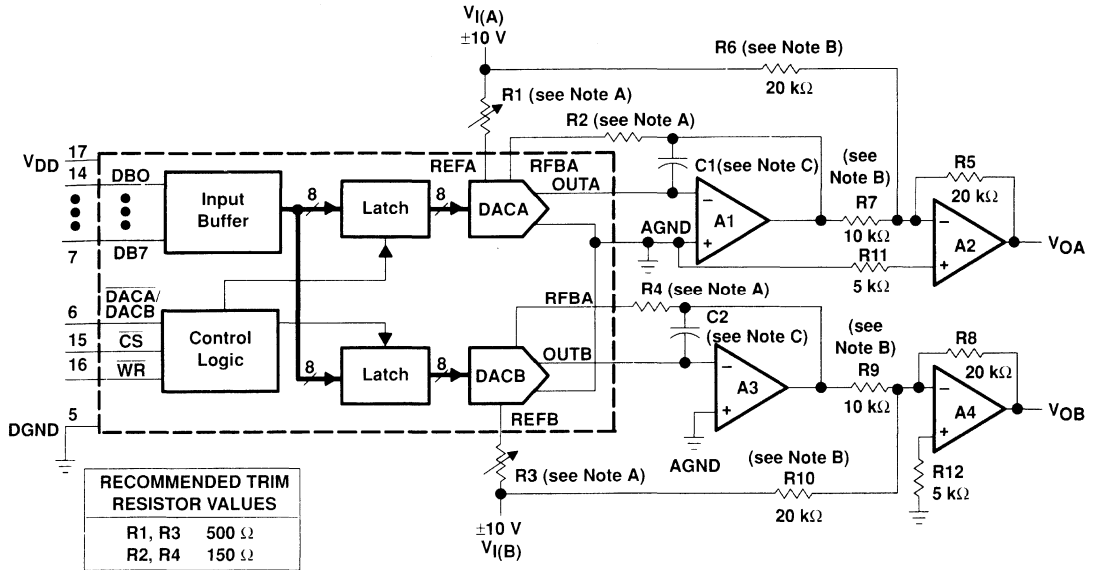 VI(A)
±10 V
R6 (see Note B)
20 kΩ
R1 (see Note A)
R2 (see Note A)
REFA
RFBA
C1(see Note C)
OUTA
(see
Note B)
R7
10 kΩ
R5
20 kΩ
VDD
17
14
DBO
7
DB7
Input
Buffer
8
Latch
8
DACA
AGND
−
+
A1
R11
5 kΩ
−
+
A2
VOA
DACA/
DACB
6
15
CS
16
WR
Control
Logic
RFBA
R4 (see Note A)
C2
(see Note C)
OUTB
8
Latch
8
DACB
−
+
A3
(see
Note B)
R9
10 kΩ
R8
20 kΩ
−
+
A4
VOB
DGND
5
REFB
AGND
R3 (see Note A)
(see Note B)
R10
20 kΩ
R12
5 kΩ
±10 V
VI(B)
RECOMMENDED TRIM
RESISTOR VALUES
R1, R3 500 Ω
R2, R4 150 Ω